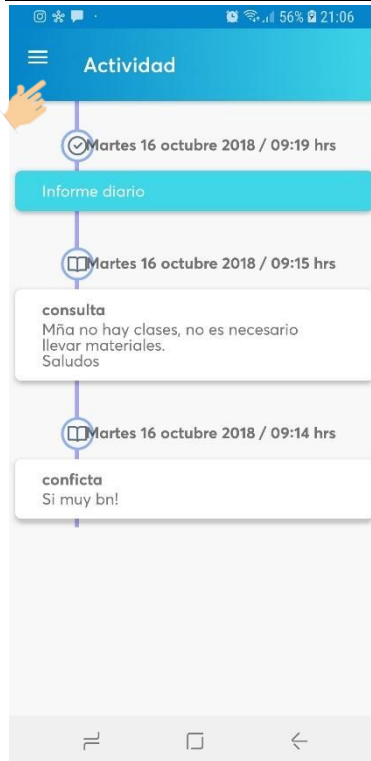 56% 21:06
Actividad
Martes 16 octubre 2018 / 09:19 hrs
Informe diario
Martes 16 octubre 2018 / 09:15 hrs
consulta
Mña no hay clases, no es necesario
llevar materiales.
Saludos
Martes 16 octubre 2018 / 09:14 hrs
conficta
Si muy bn!